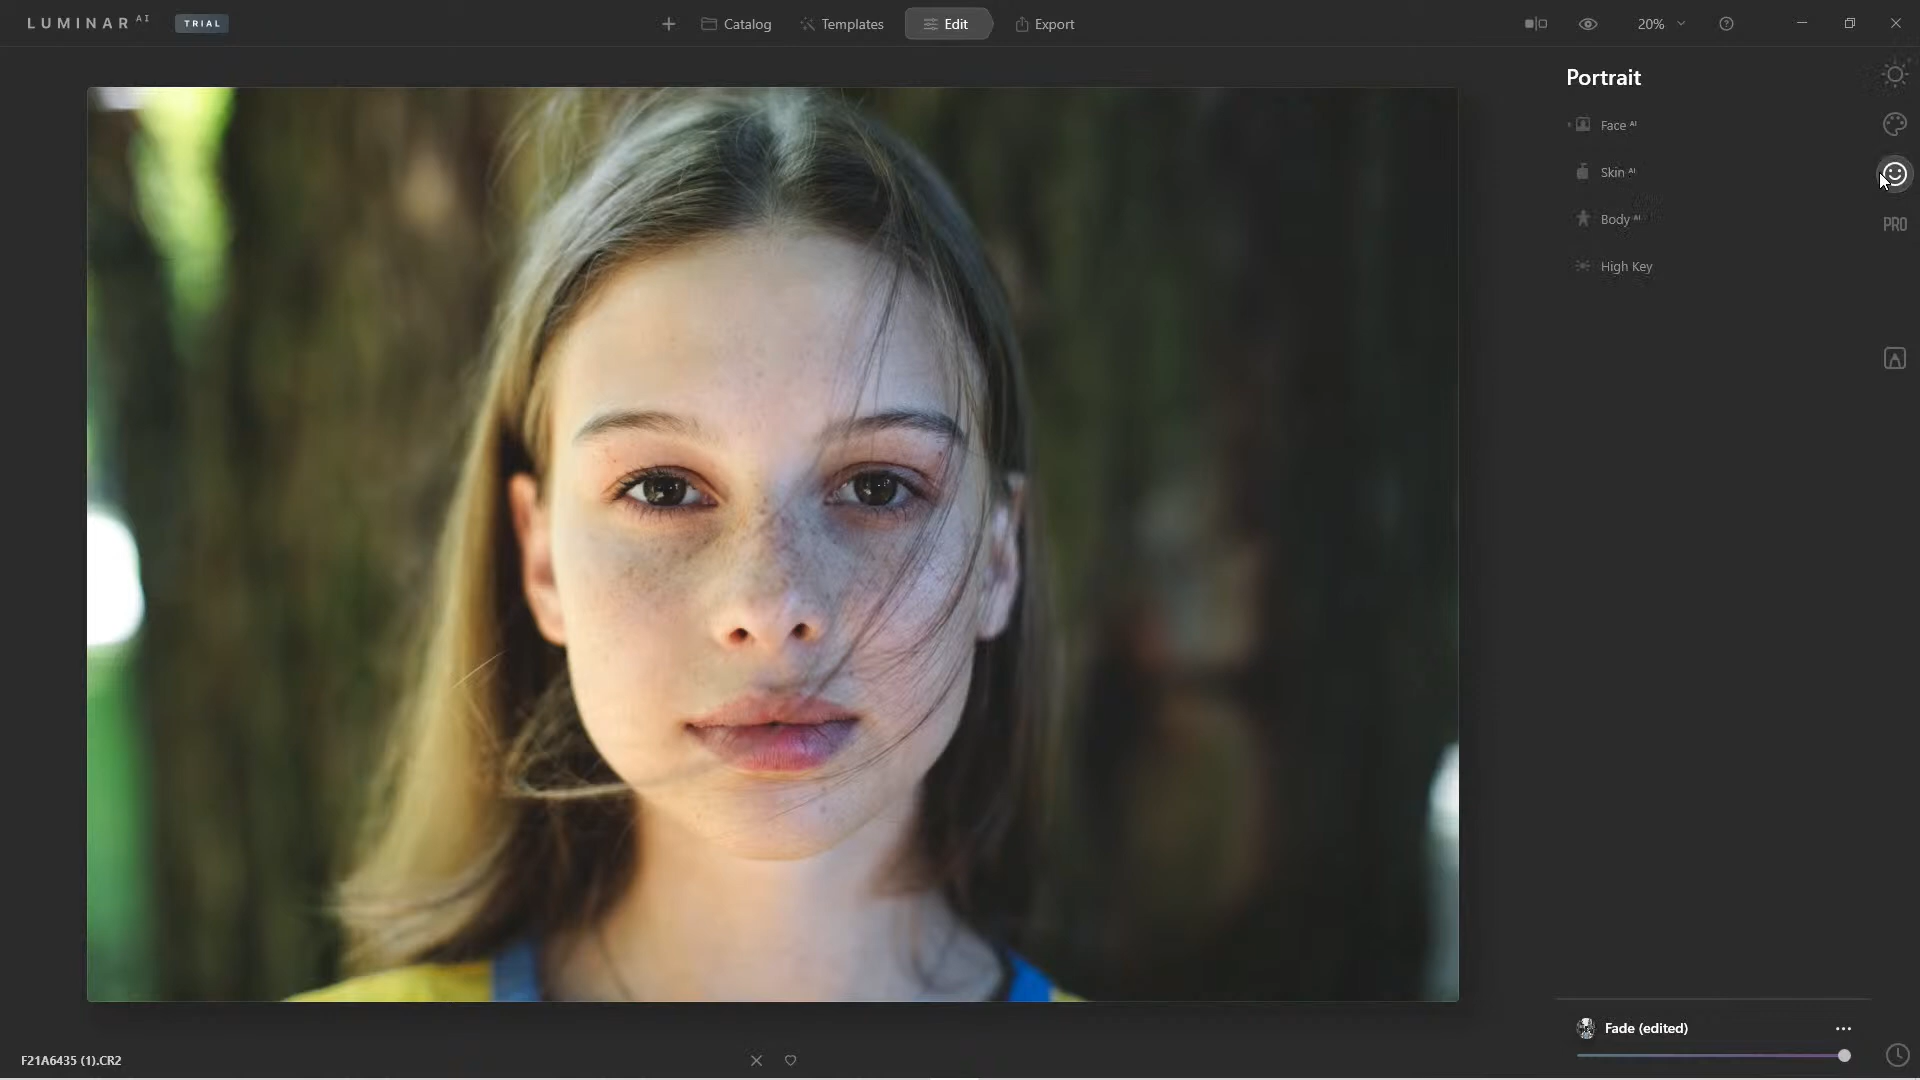 LUMINAR AI
TRIAL
Catalog
Templates
Edit
Export
20%
Portrait
Face AI
Skin AI
Body AI
High Key
PRO
Fade (edited)
F21A6435 (1).CR2